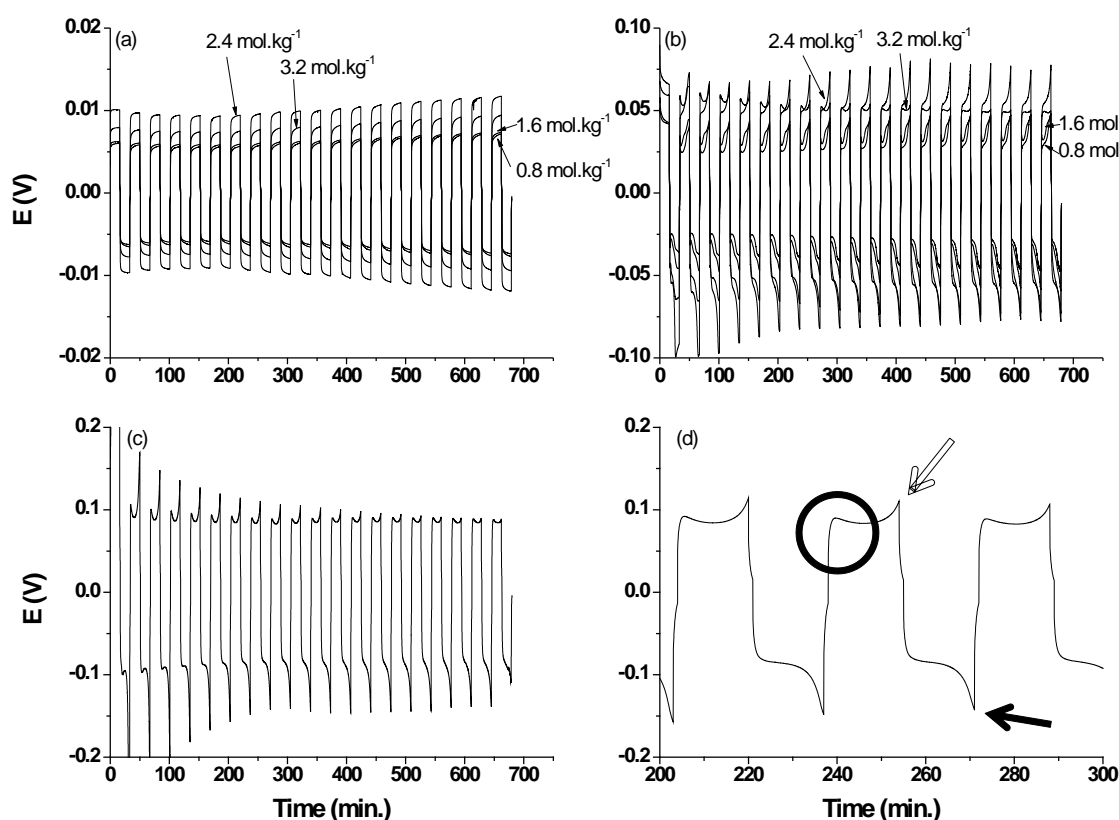 (a)
2.4 mol.kg-1
3.2 mol.kg-1
1.6 mol.kg-1
0.8 mol.kg-1
0.02
0.01
0.00
-0.01
-0.02
E (V)
0 100 200 300 400 500 600 700
(b)
2.4 mol.kg-1
3.2 mol.kg-1
1.6 mol
0.8 mol
0.10
0.05
0.00
-0.05
-0.10
0 100 200 300 400 500 600 700
(c)
0.2
0.1
0.0
-0.1
-0.2
E (V)
0 100 200 300 400 500 600 700
Time (min.)
(d)
0.2
0.1
0.0
-0.1
-0.2
200 220 240 260 280 300
Time (min.)